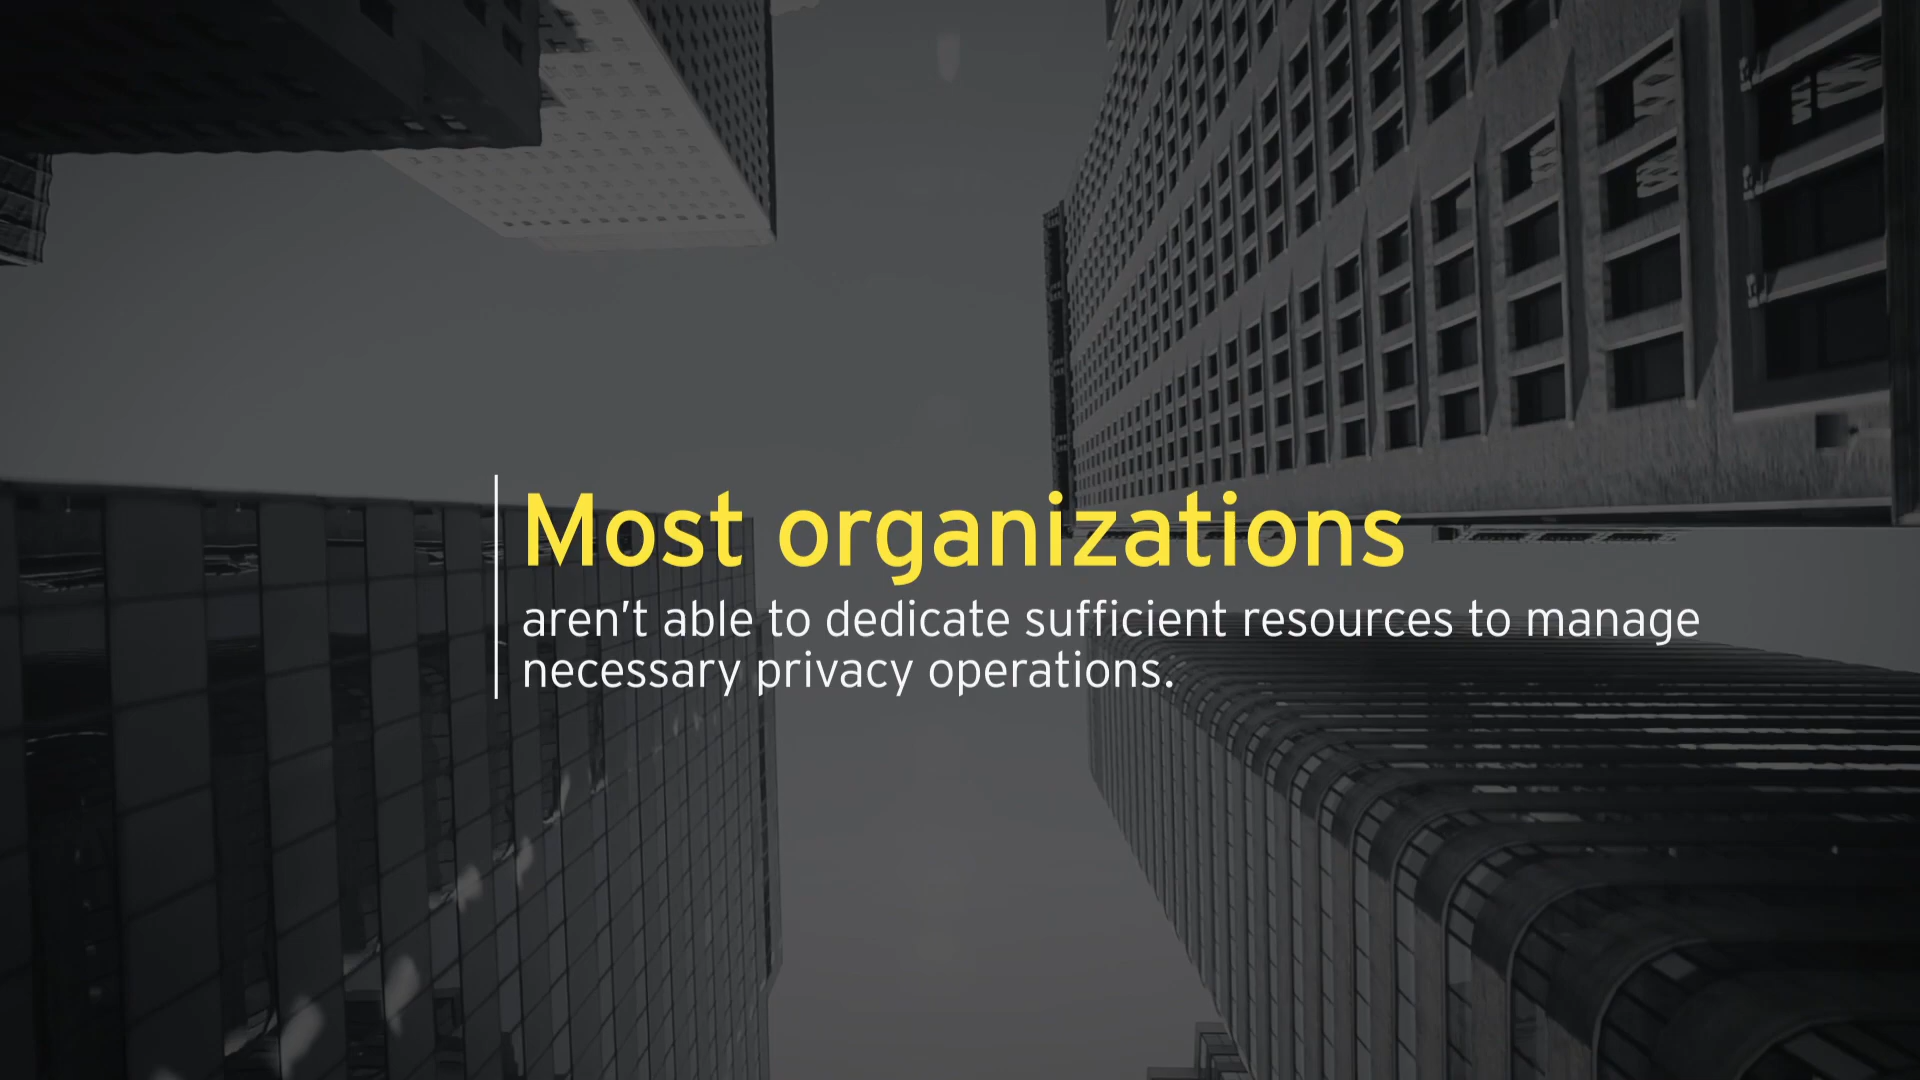 Most organizations
aren't able to dedicate sufficient resources to manage
necessary privacy operations.